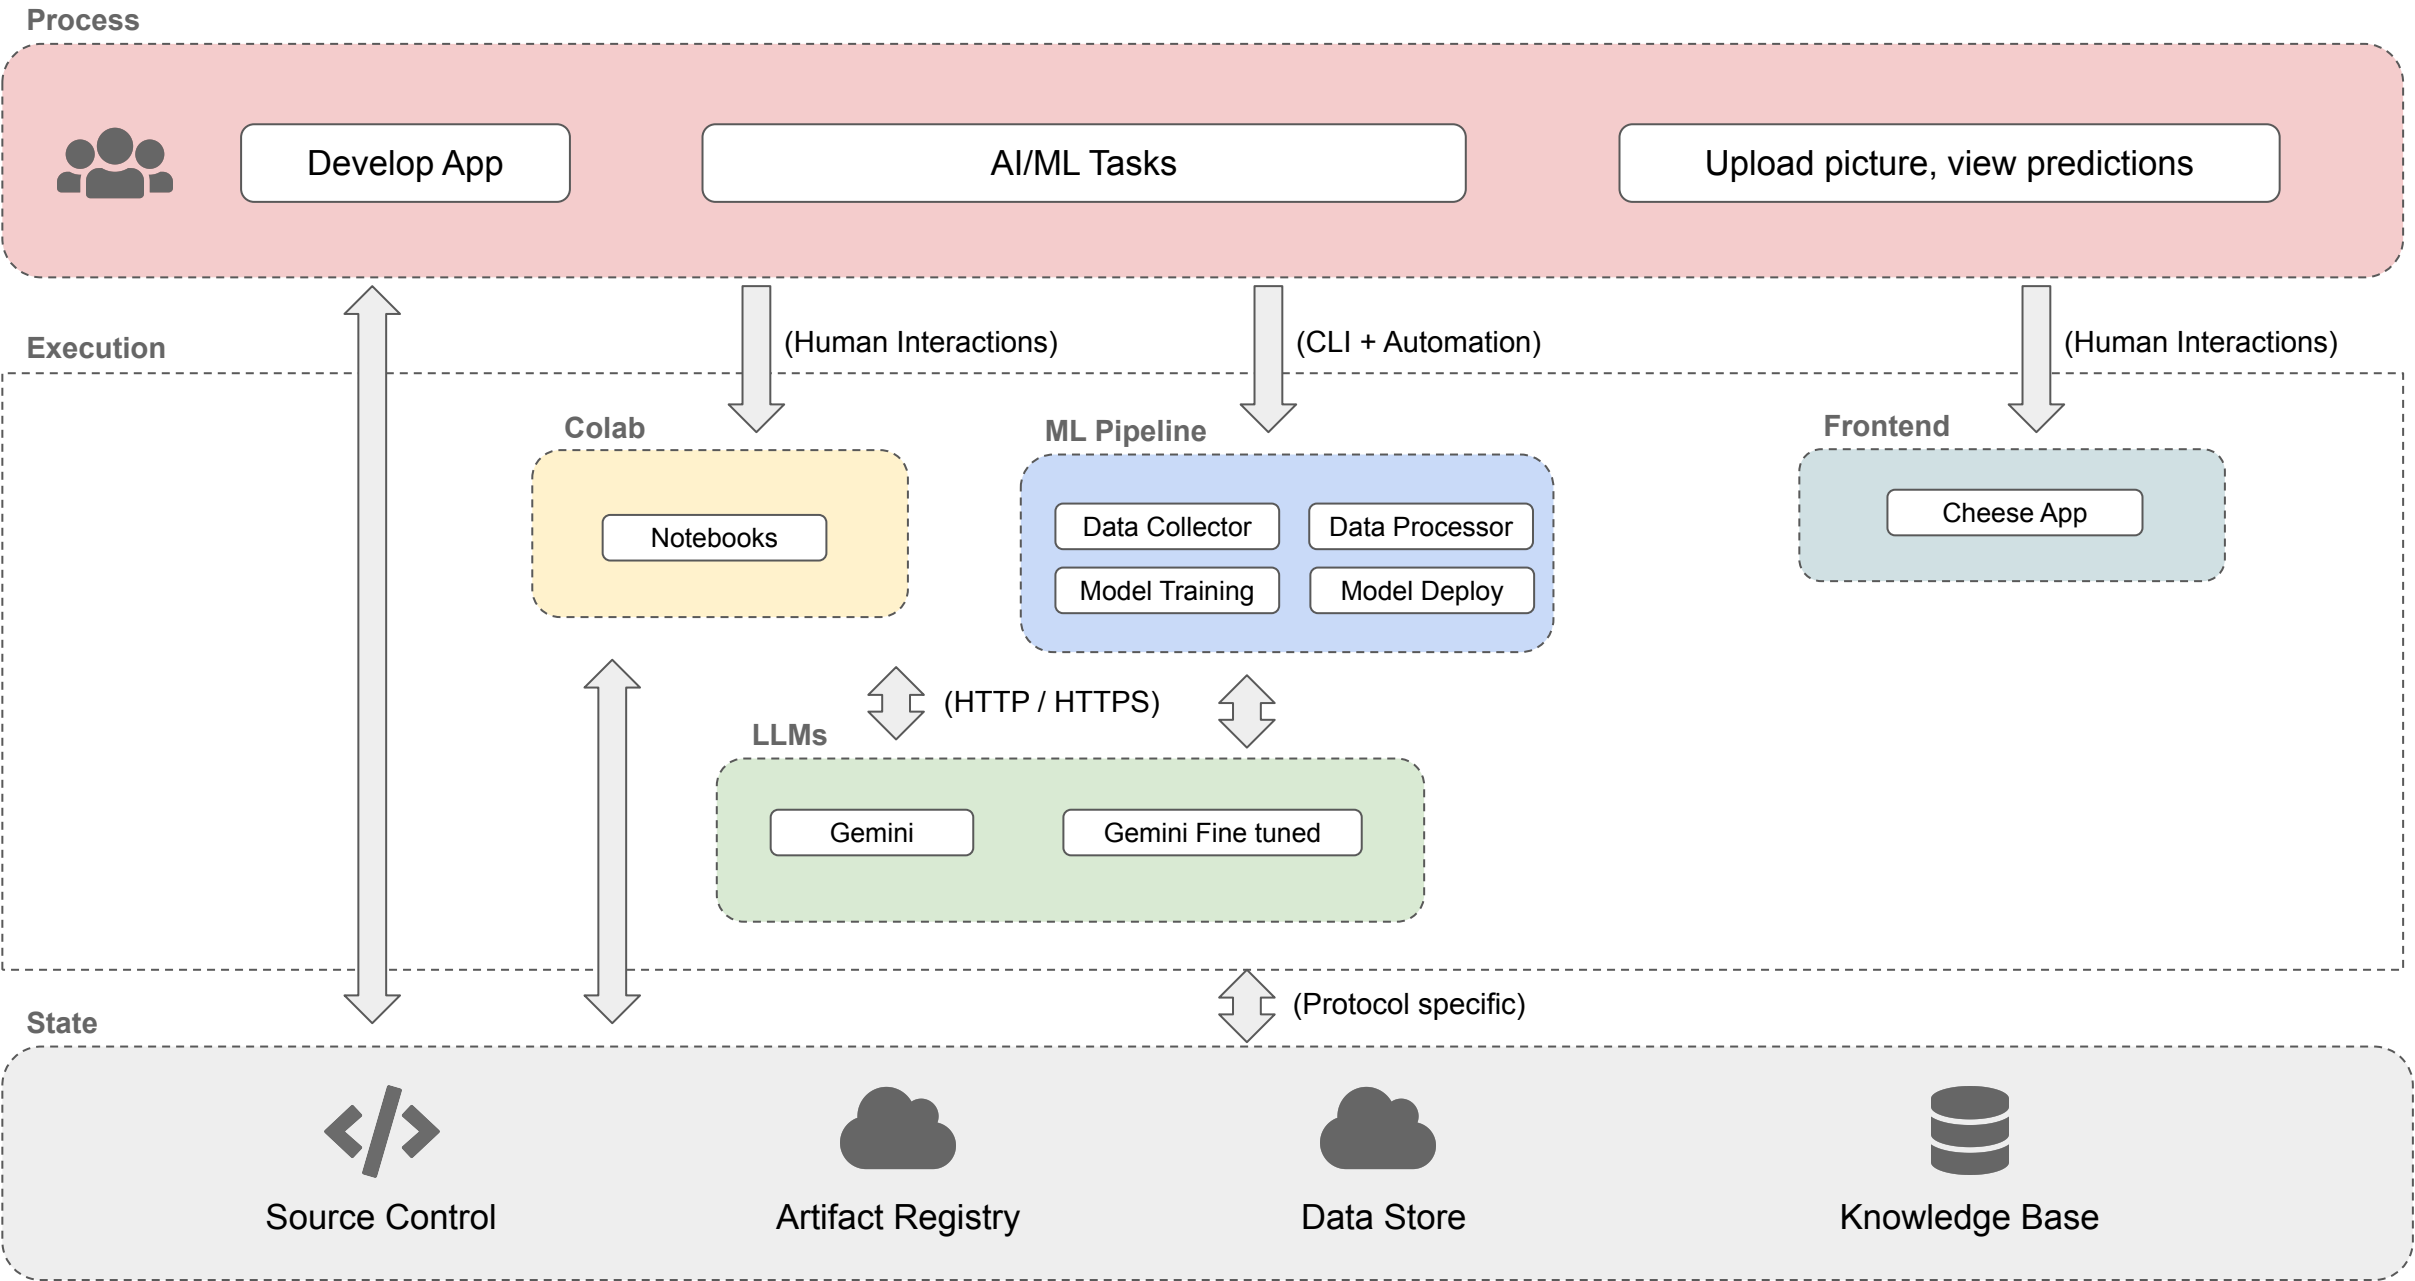 Process
Develop App
AI/ML Tasks
Upload picture, view predictions
(Human Interactions)
(CLI + Automation)
(Human Interactions)
Execution
Colab
ML Pipeline
Frontend
Notebooks
Data Collector
Data Processor
Model Training
Model Deploy
Cheese App
(HTTP / HTTPS)
LLMs
Gemini
Gemini Fine tuned
(Protocol specific)
State
Source Control
Artifact Registry
Data Store
Knowledge Base